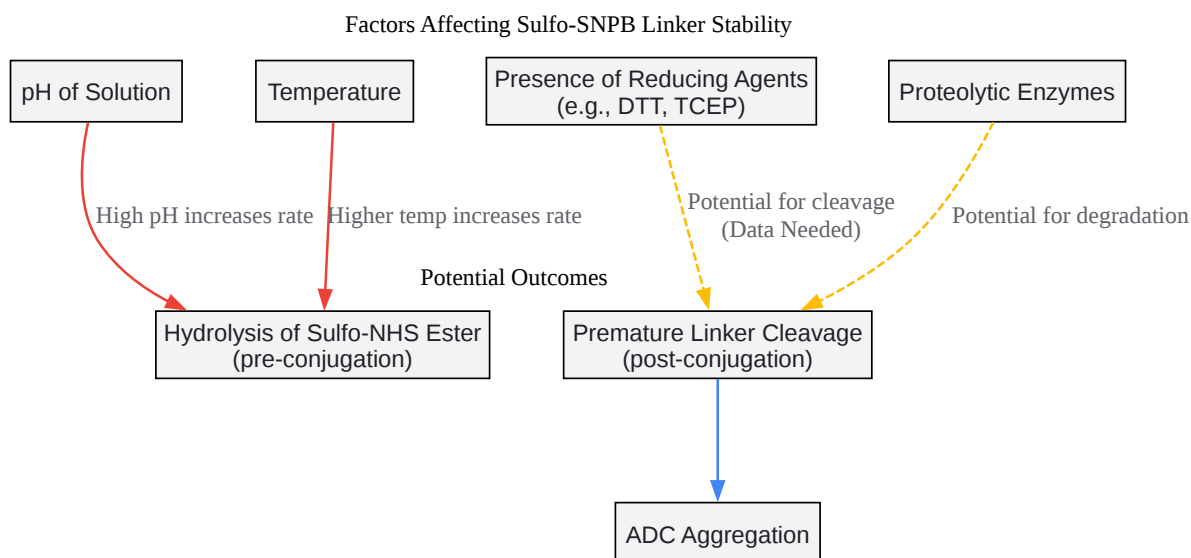 Factors Affecting Sulfo-SNPB Linker Stability
pH of Solution
Temperature
Presence of Reducing Agents
(e.g., DTT, TCEP)
Proteolytic Enzymes
High pH increases rate
Higher temp increases rate
Potential for cleavage
(Data Needed)
Potential for degradation
Potential Outcomes
Hydrolysis of Sulfo-NHS Ester
(pre-conjugation)
Premature Linker Cleavage
(post-conjugation)
ADC Aggregation